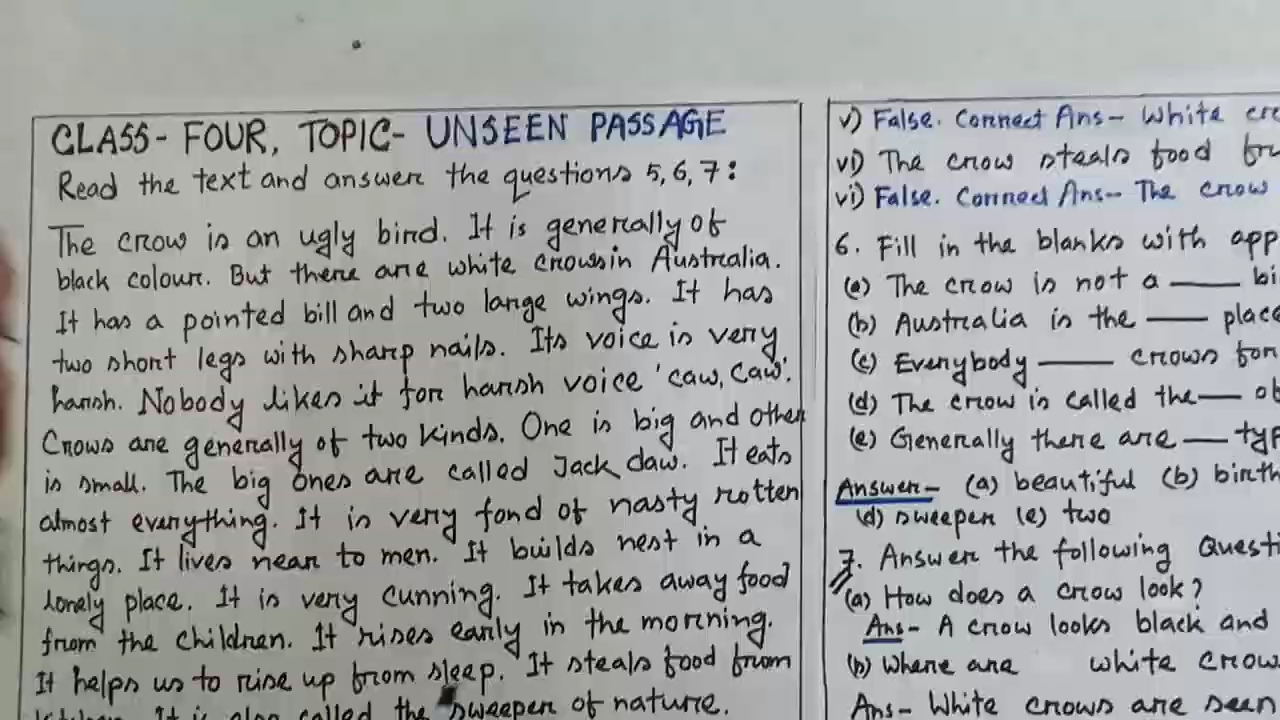 CLASS- FOUR, TOPIC- UNSEEN PASSAGE
Read the text and answer the questions 5, 6, 7:
The crow is an ugly bird. It is generally of
black colour. But there are white crows in Australia.
It has a pointed bill and two large wings. It has
two short legs with sharp nails. Its voice is very
harsh. Nobody likes it for harsh voice 'caw, caw'.
Crows are generally of two kinds. One is big and other
is small. The big ones are called Jack daw. It eats
almost everything. It is very fond of nasty rotten
things. It lives near to men. It builds nest in a
lonely place. It is very cunning. It takes away food
from the children. It rises early in the morning.
It helps us to rise up from sleep. It steals food from
It is also called the sweeper of nature.
v) False. Correct Ans- White
vi) The crow steals food
vi) False. Correct Ans- The crow
6. Fill in the blanks with
(a) The crow is not a ____
(b) Australia is the ____ place
(c) Everybody ____ crows for
(d) The crow is called the ____ of
(e) Generally there are ____
Answer- (a) beautiful (b) birth
(d) sweeper (e) two
7. Answer the following
(a) How does a crow look?
Ans- A crow looks black and
(b) Where are white
Ans- White crows are seen